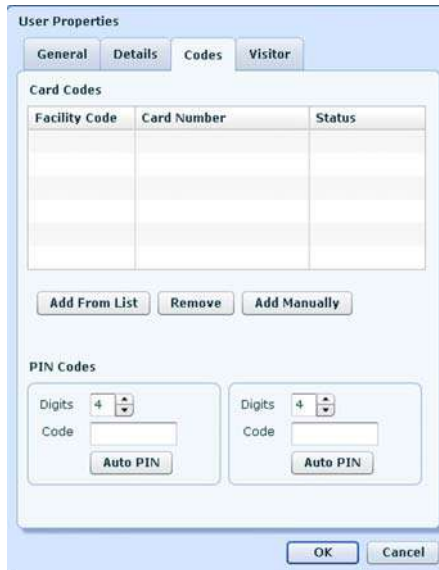 User Properties
General Details Codes Visitor
Card Codes
Facility Code Card Number Status
Add From List Remove Add Manually
PIN Codes
Digits 4 Digits 4
Code Code
Auto PIN Auto PIN
OK Cancel